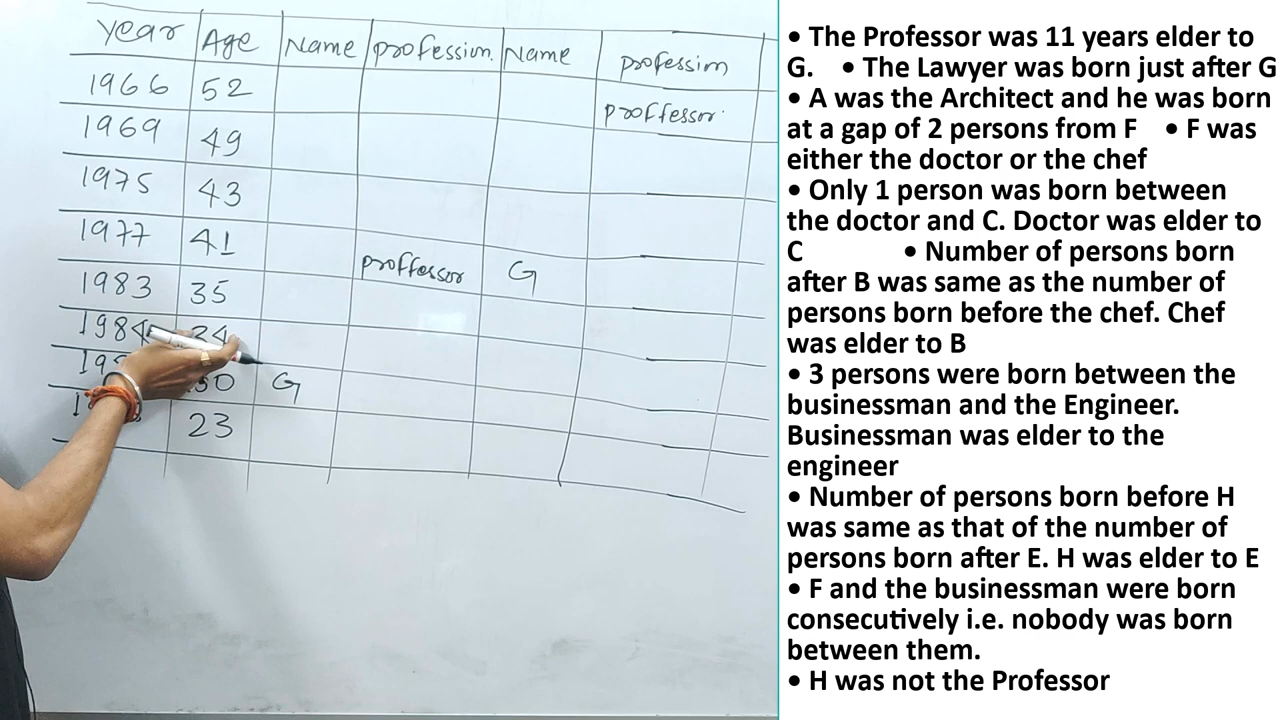 Year Age Name profession. Name profession
1966 52
proffessor.
1969 49
1975 43
1977 41
proffessor G
1983 35
1984 34
G
23
• The Professor was 11 years elder to
G. • The Lawyer was born just after G
• A was the Architect and he was born
at a gap of 2 persons from F • F was
either the doctor or the chef
• Only 1 person was born between
the doctor and C. Doctor was elder to
C • Number of persons born
after B was same as the number of
persons born before the chef. Chef
was elder to B
• 3 persons were born between the
businessman and the Engineer.
Businessman was elder to the
engineer
• Number of persons born before H
was same as that of the number of
persons born after E. H was elder to E
• F and the businessman were born
consecutively i.e. nobody was born
between them.
• H was not the Professor